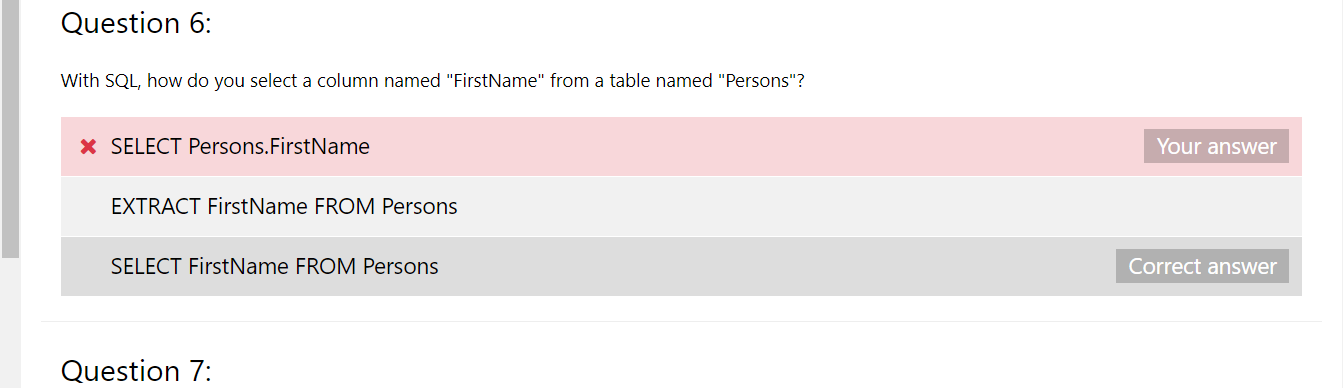 Question 6:
With SQL, how do you select a column named "FirstName" from a table named "Persons"?
SELECT Persons.FirstName Your answer
EXTRACT FirstName FROM Persons
SELECT FirstName FROM Persons Correct answer
Question 7: